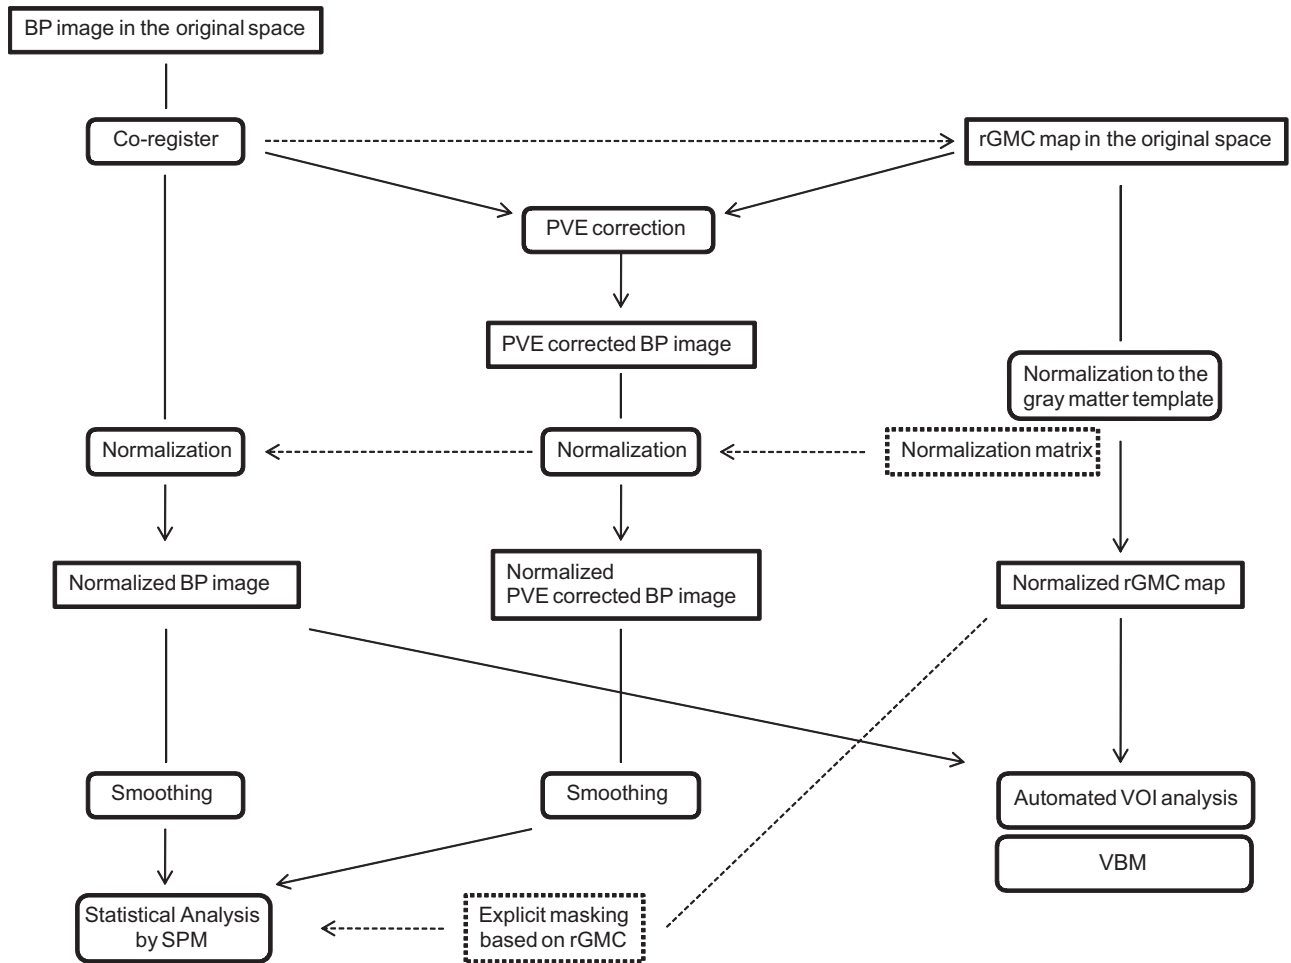 BP image in the original space
Co-register
rGMC map in the original space
PVE correction
PVE corrected BP image
Normalization to the
gray matter template
Normalization
Normalization
Normalization matrix
Normalized BP image
Normalized
PVE corrected BP image
Normalized rGMC map
Smoothing
Smoothing
Automated VOI analysis
VBM
Statistical Analysis
by SPM
Explicit masking
based on rGMC